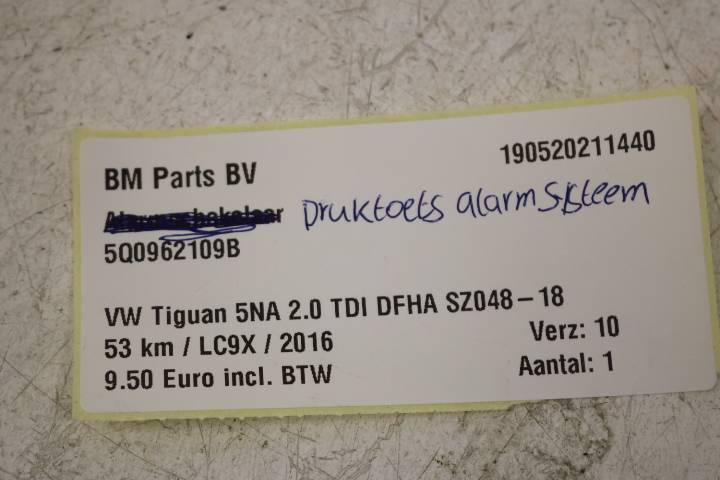 BM Parts BV 190520211440
Druktoets alarmsisteem
5Q0962109B
VW Tiguan 5NA 2.0 TDI DFHA SZ048-18
53 km / LC9X / 2016 Verz: 10
9.50 Euro incl. BTW Aantal: 1